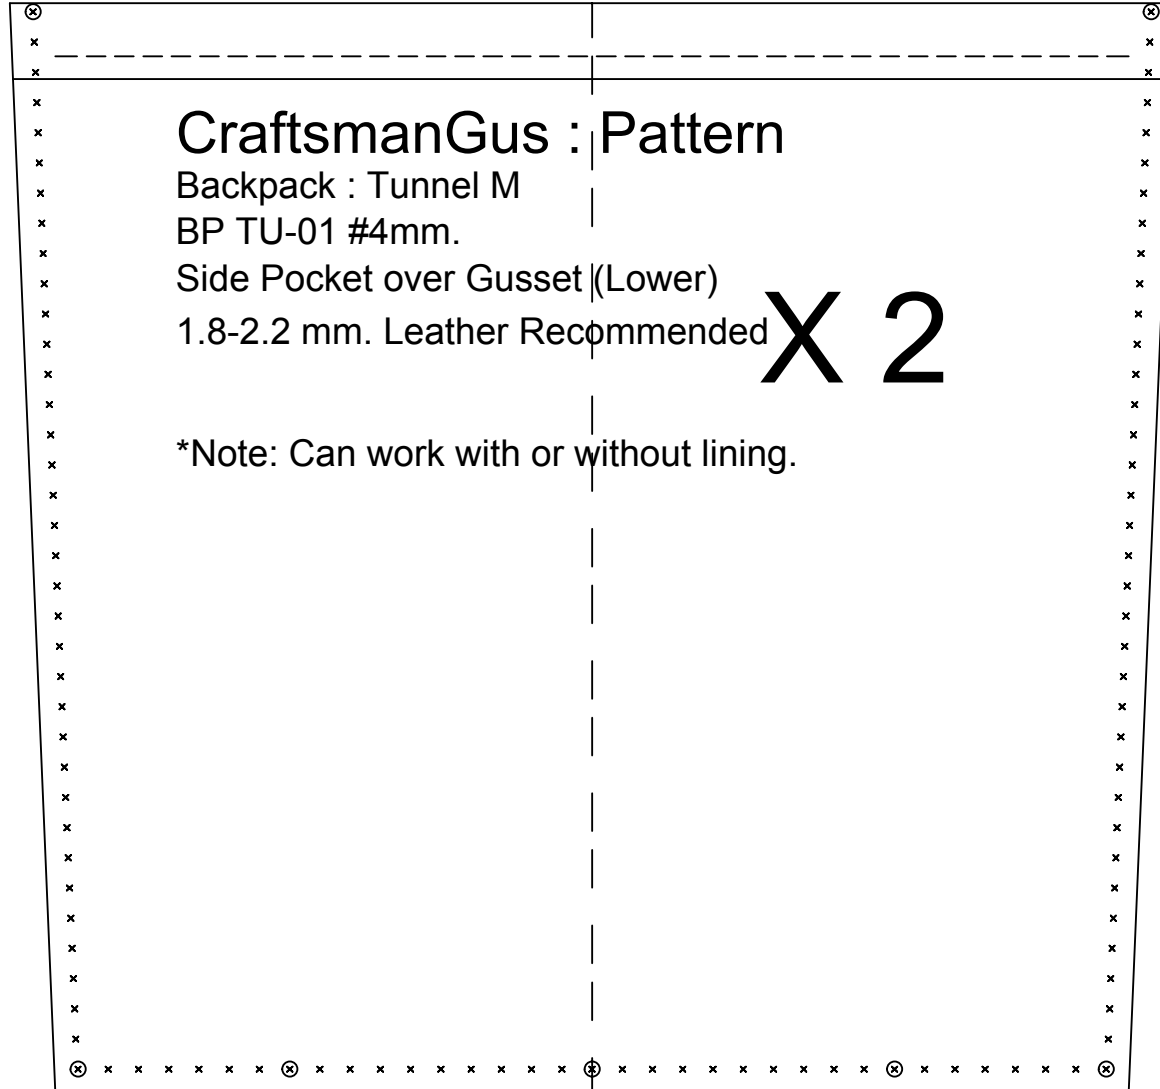 CraftsmanGus : Pattern
Backpack : Tunnel M
BP TU-01 #4mm.
Side Pocket over Gusset (Lower)
1.8-2.2 mm. Leather Recommended
X 2
*Note: Can work with or without lining.